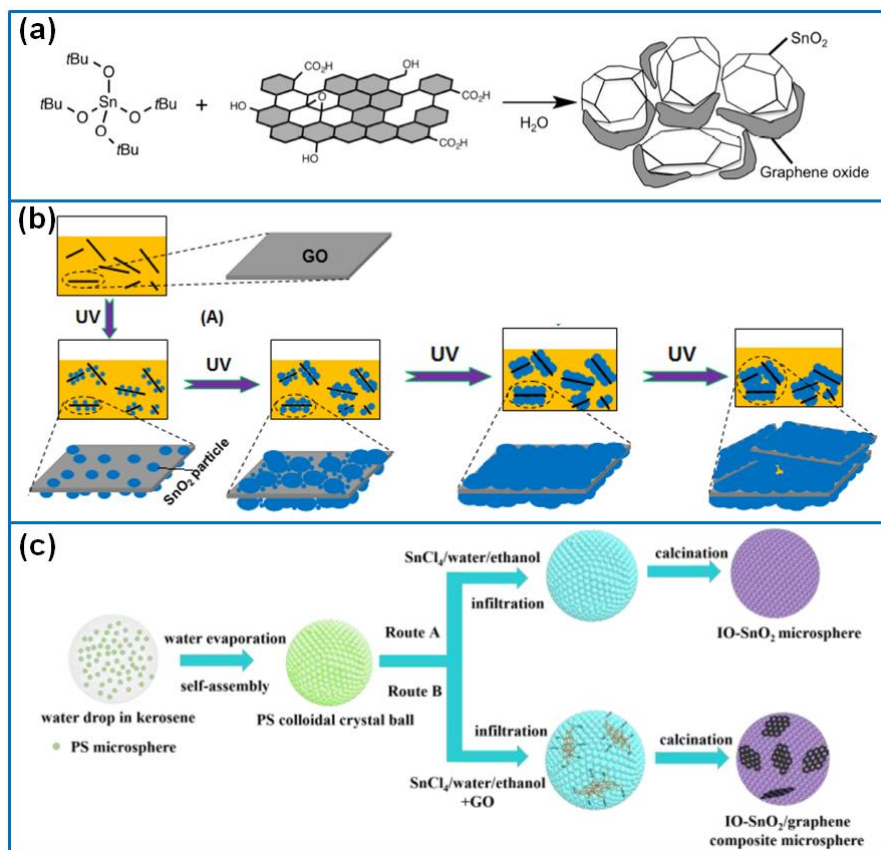 (a)
tBu
O
tBu
O
Sn
O
tBu
O
tBu
+
CO₂H
OH
O
HO
HO
CO₂H
CO₂H
H₂O
SnO₂
Graphene oxide
(b)
GO
UV
(A)
UV
UV
UV
SnO₂ particle
(c)
water drop in kerosene
PS microsphere
water evaporation
self-assembly
PS colloidal crystal ball
Route A
Route B
SnCl₄/water/ethanol
infiltration
calcination
IO-SnO₂ microsphere
infiltration
SnCl₄/water/ethanol
+GO
calcination
IO-SnO₂/graphene
composite microsphere